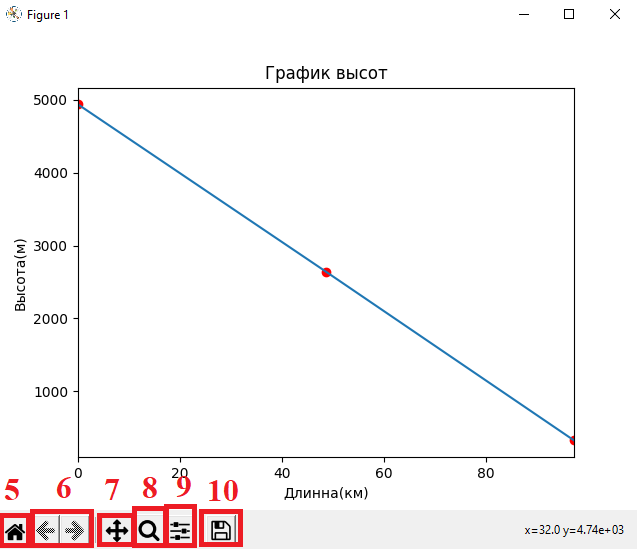 Figure 1
График высот
5000
4000
3000
2000
1000
Высота(м)
0 20 40 60 80
Длинна(км)
5 6 7 8 9 10
x=32.0 y=4.74e+03